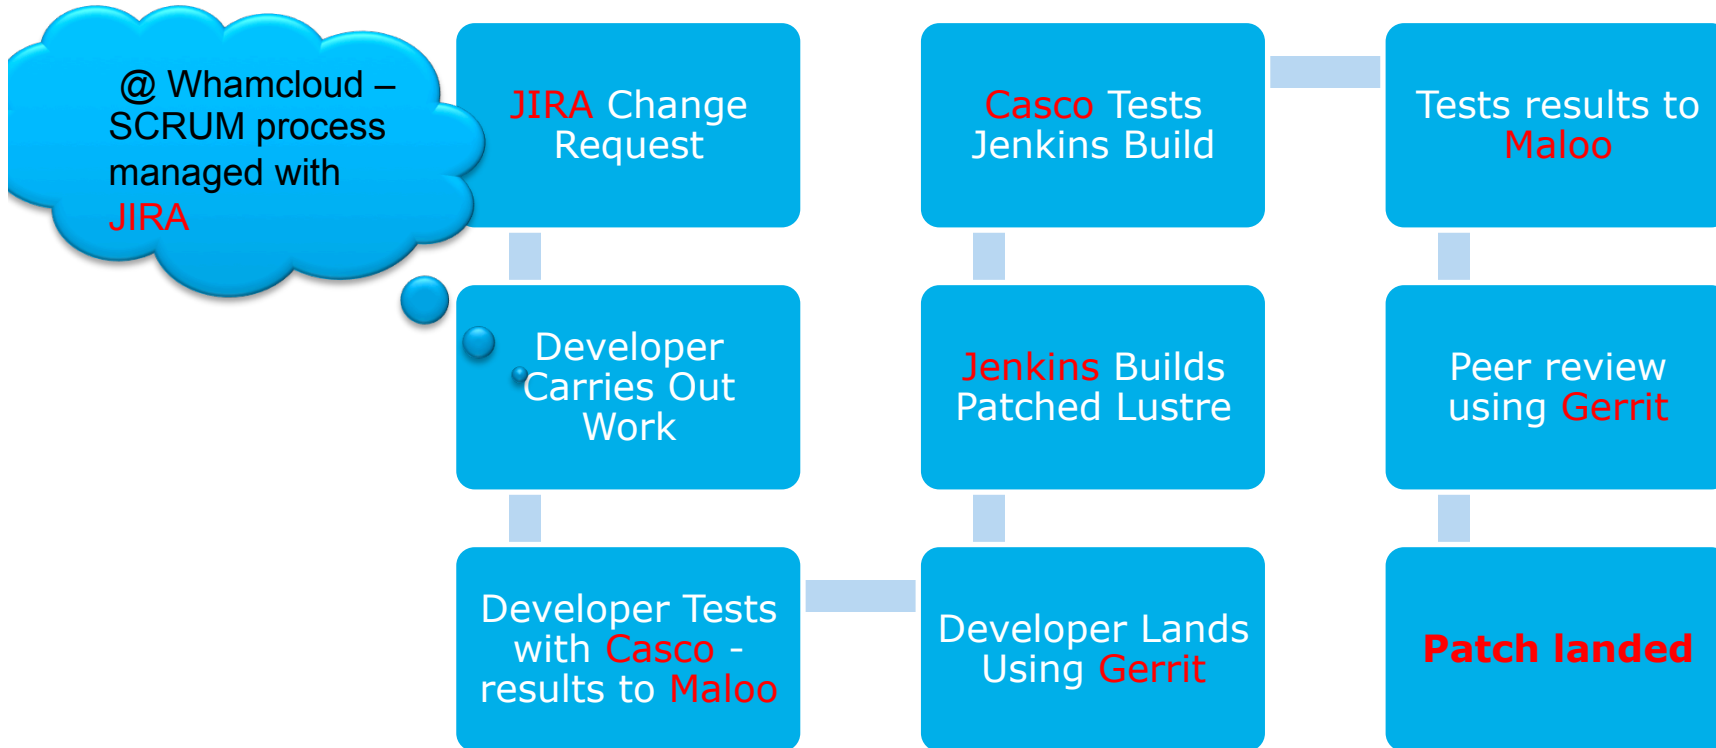 @ Whamcloud –
SCRUM process
managed with
JIRA
JIRA Change
Request
Developer
Carries Out
Work
Developer Tests
with Casco -
results to Maloo
Developer Lands
Using Gerrit
Jenkins Builds
Patched Lustre
Casco Tests
Jenkins Build
Tests results to
Maloo
Peer review
using Gerrit
Patch landed